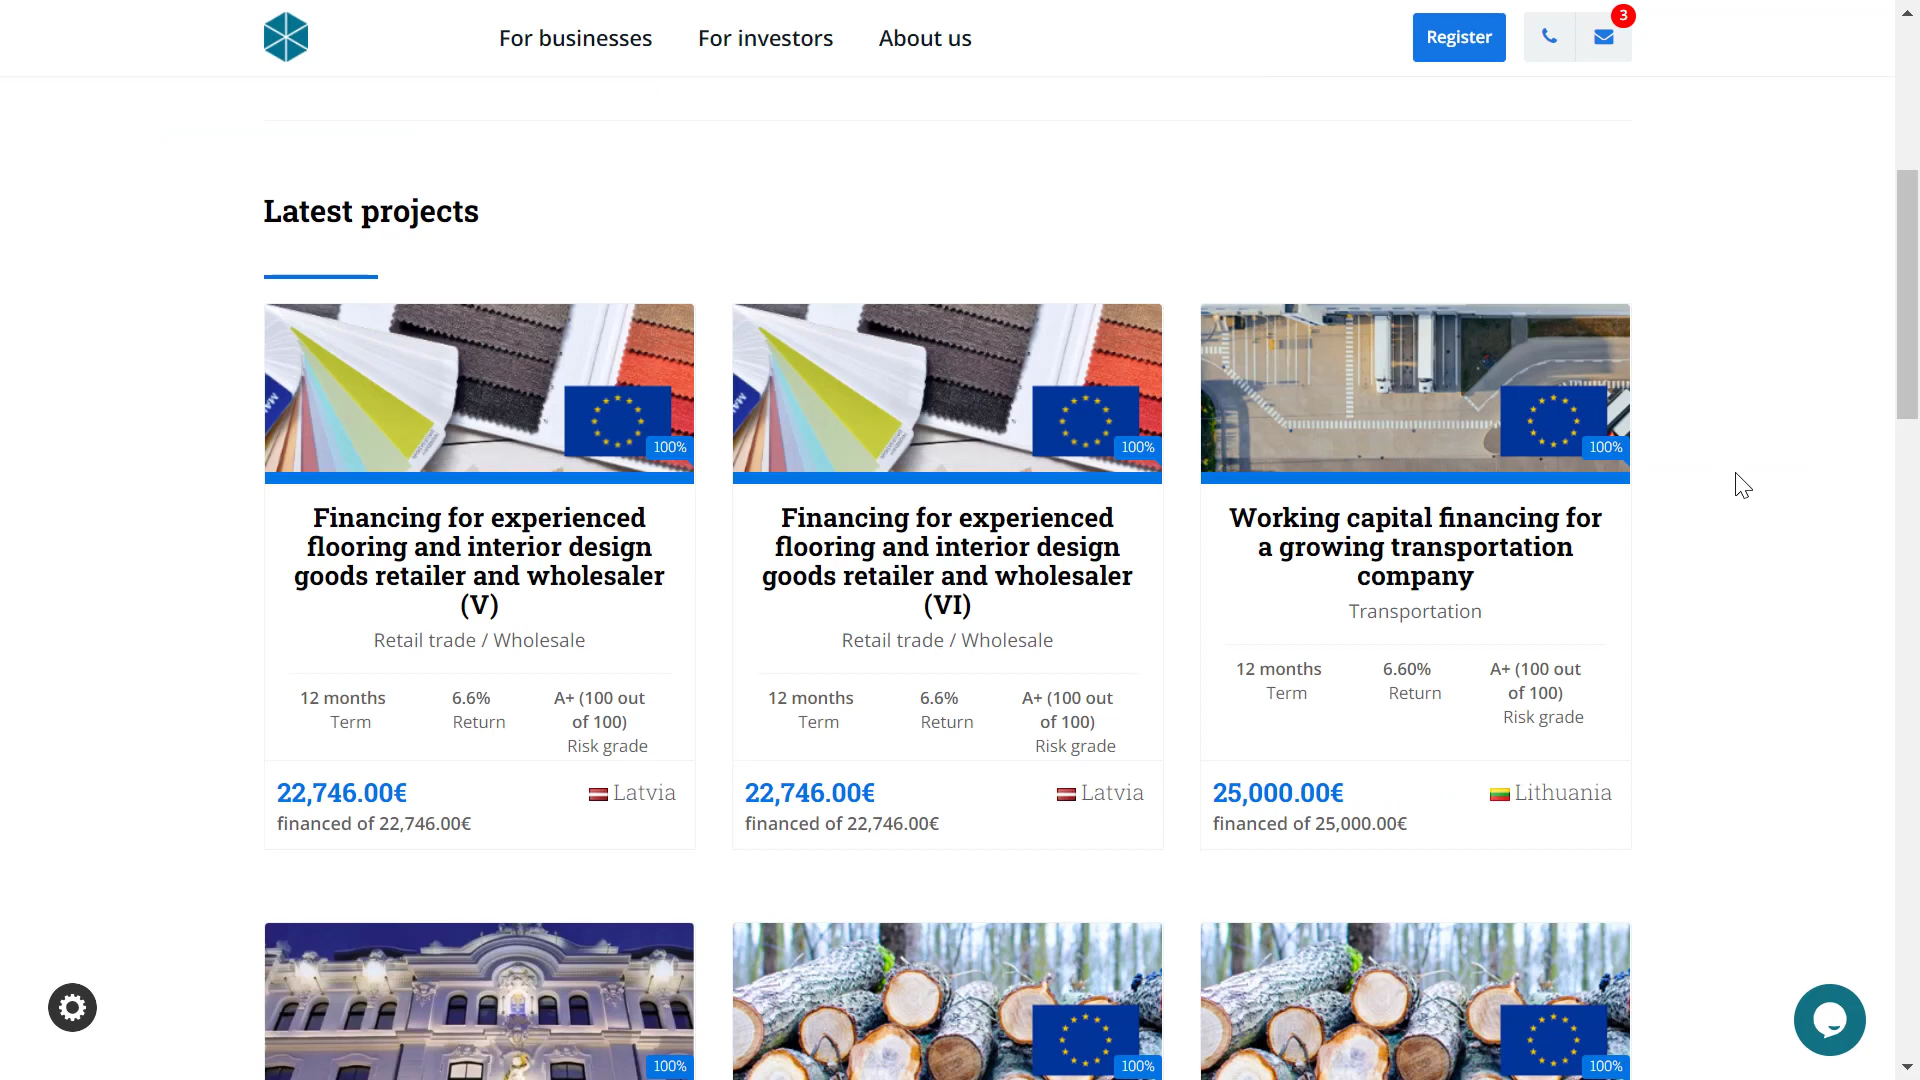 For businesses
For investors
About us
Register
3
Latest projects
100%
100%
100%
Financing for experienced
flooring and interior design
goods retailer and wholesaler
(V)
Retail trade / Wholesale
12 months
Term
6.6%
Return
A+ (100 out
of 100)
Risk grade
22,746.00€
financed of 22,746.00€
Latvia
Financing for experienced
flooring and interior design
goods retailer and wholesaler
(VI)
Retail trade / Wholesale
12 months
Term
6.6%
Return
A+ (100 out
of 100)
Risk grade
22,746.00€
financed of 22,746.00€
Latvia
Working capital financing for
a growing transportation
company
Transportation
12 months
Term
6.60%
Return
A+ (100 out
of 100)
Risk grade
25,000.00€
financed of 25,000.00€
Lithuania
100%
100%
100%